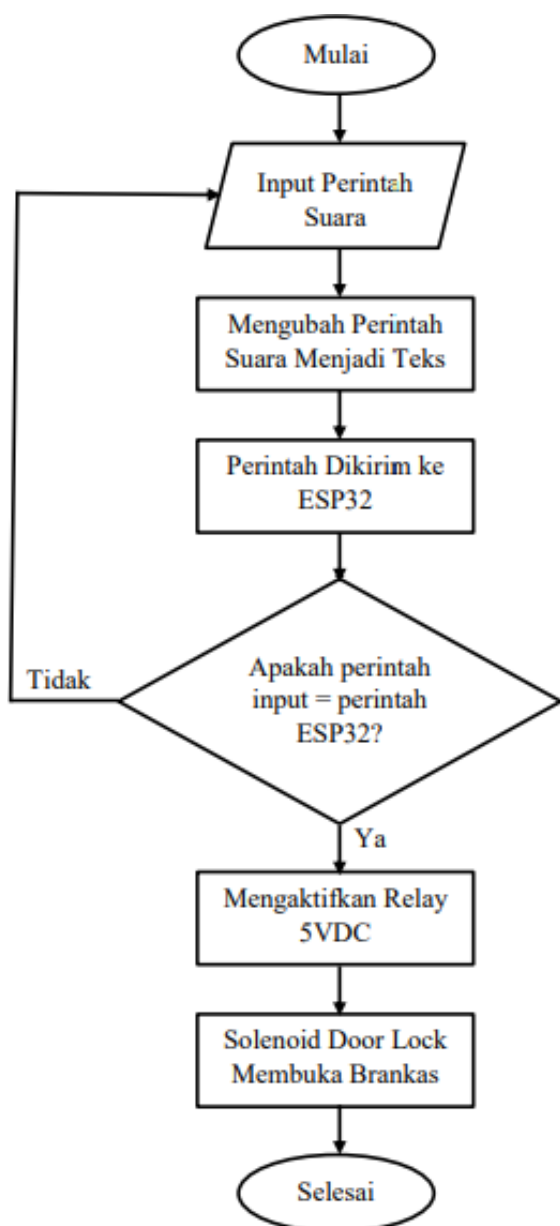 Mulai
Input Perintah
Suara
Mengubah Perintah
Suara Menjadi Teks
Perintah Dikirim ke
ESP32
Apakah perintah
input = perintah
ESP32?
Tidak
Ya
Mengaktifkan Relay
5VDC
Solenoid Door Lock
Membuka Brankas
Selesai